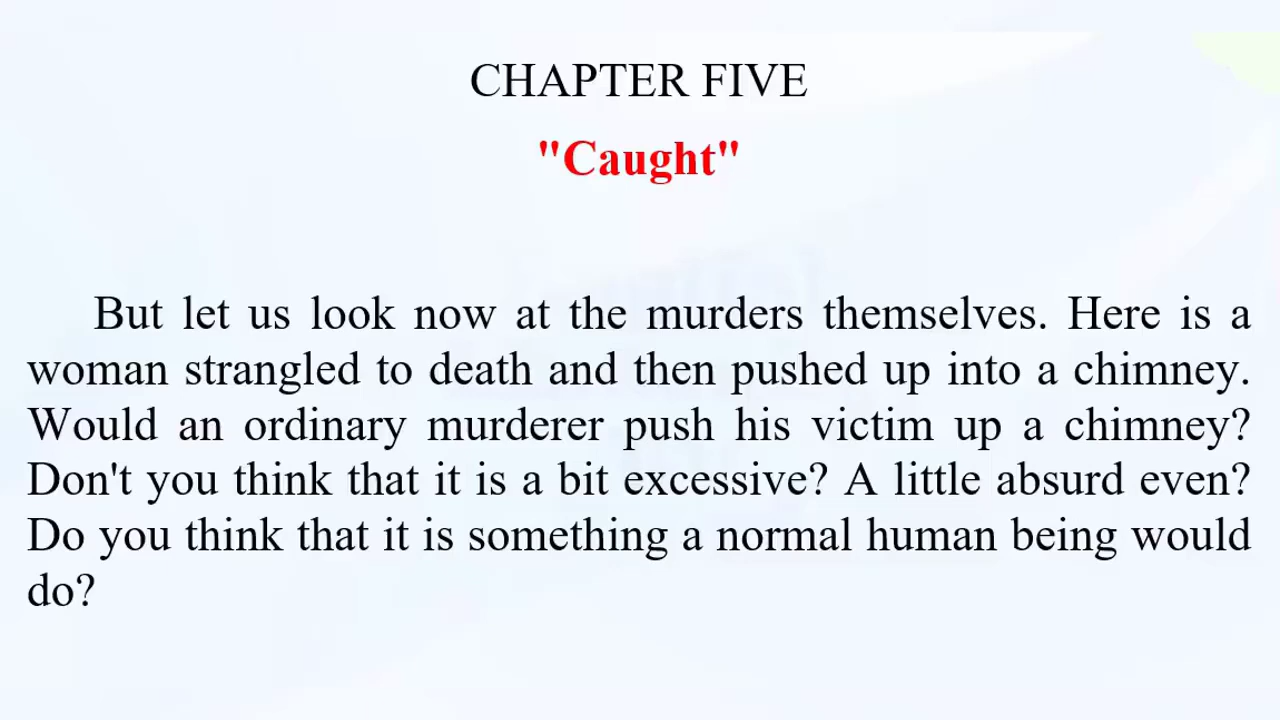 CHAPTER FIVE
"Caught"
But let us look now at the murders themselves. Here is a
woman strangled to death and then pushed up into a chimney.
Would an ordinary murderer push his victim up a chimney?
Don't you think that it is a bit excessive? A little absurd even?
Do you think that it is something a normal human being would
do?